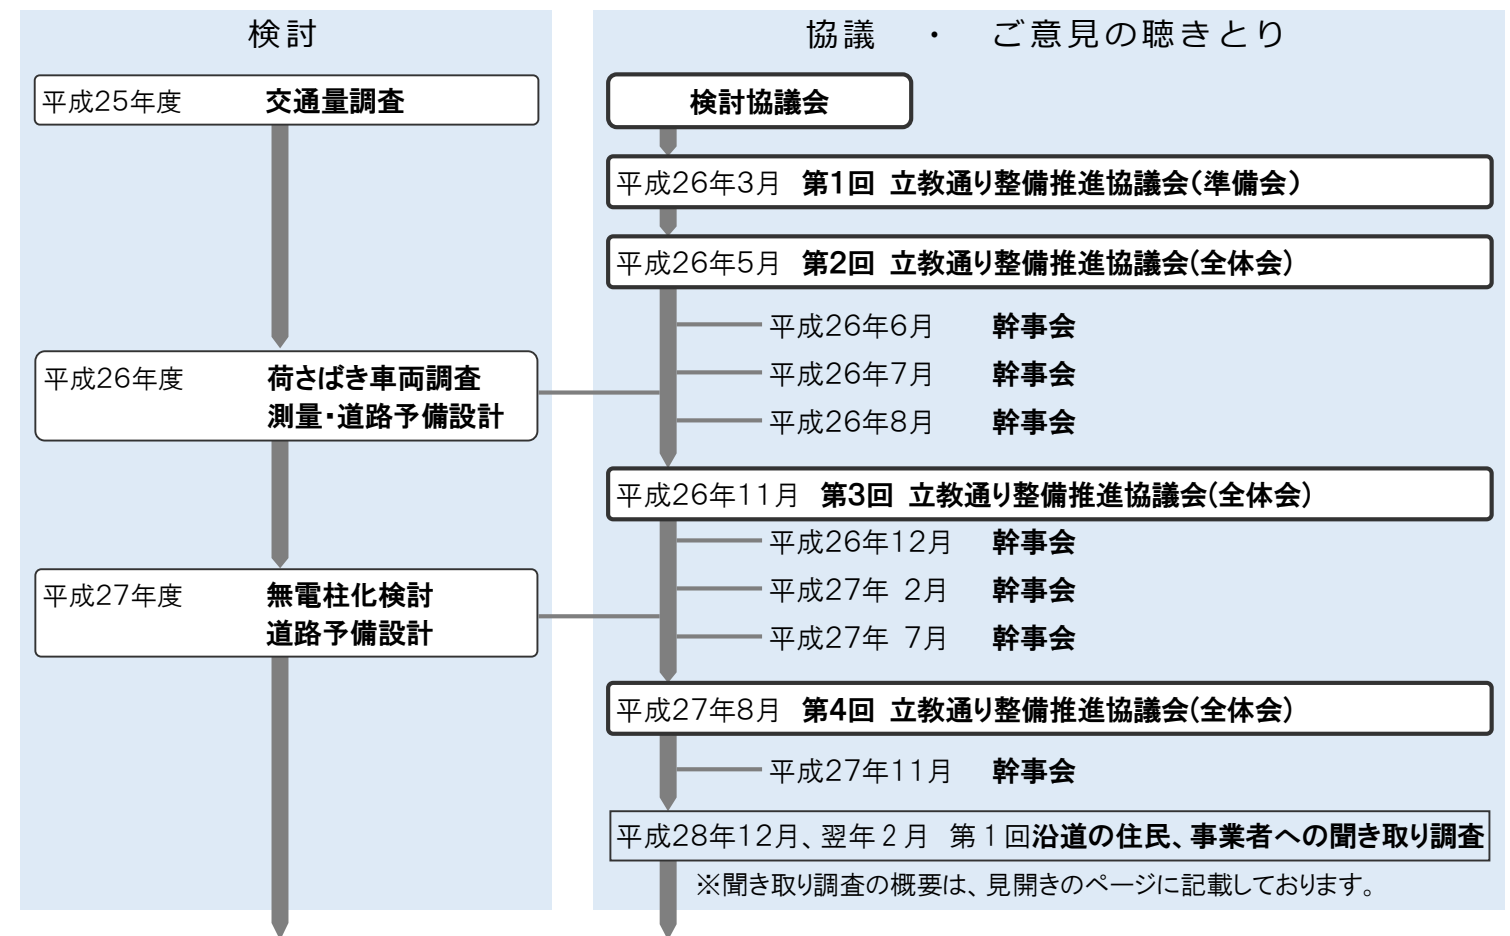 検討
平成25年度 交通量調査
平成26年度 荷さばき車両調査
測量・道路予備設計
平成27年度 無電柱化検討
道路予備設計
協議 ・ ご意見の聴きとり
検討協議会
平成26年3月 第1回 立教通り整備推進協議会(準備会)
平成26年5月 第2回 立教通り整備推進協議会(全体会)
平成26年6月 幹事会
平成26年7月 幹事会
平成26年8月 幹事会
平成26年11月 第3回 立教通り整備推進協議会(全体会)
平成26年12月 幹事会
平成27年 2月 幹事会
平成27年 7月 幹事会
平成27年8月 第4回 立教通り整備推進協議会(全体会)
平成27年11月 幹事会
平成28年12月、翌年2月 第1回沿道の住民、事業者への聞き取り調査
※聞き取り調査の概要は、見開きのページに記載しております。